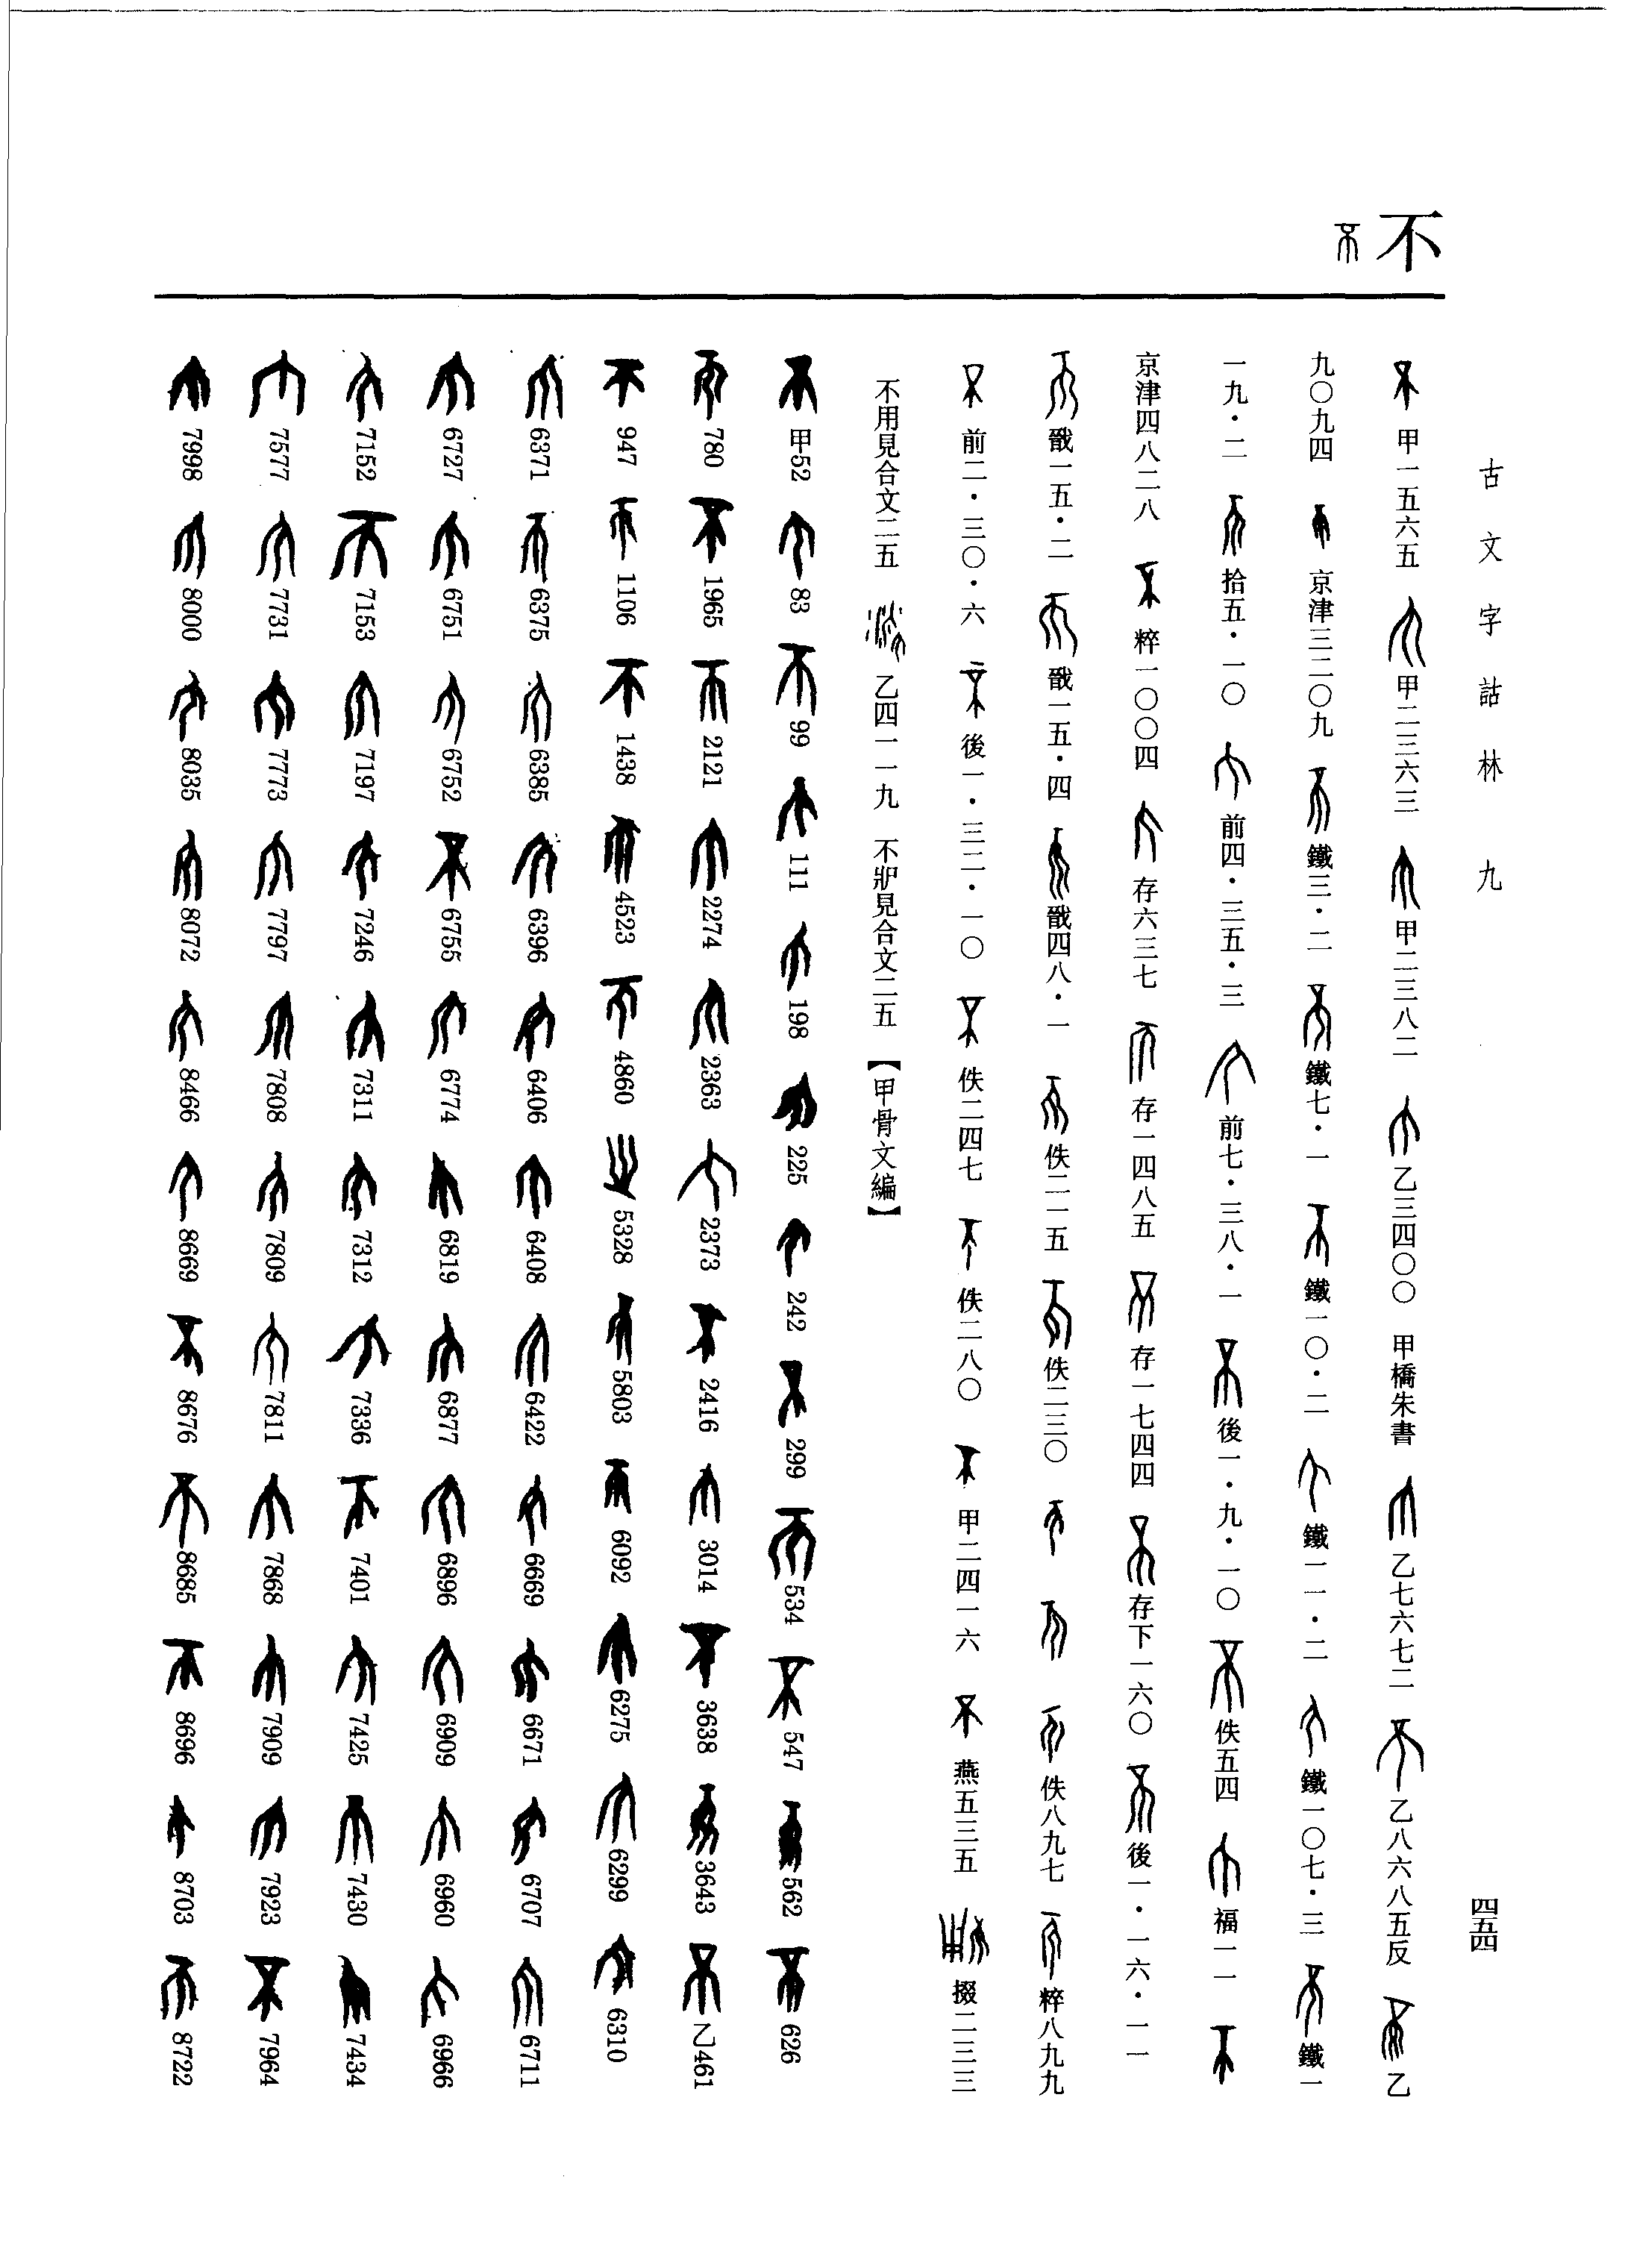 古文字詁林 九
四五四
不
甲一五六五 甲二三六三 甲二三八二 乙三四〇〇 甲橋朱書 乙七六七二 乙八六八五反 乙
九〇九四 京津三二〇九 鐵三・二 鐵七・一 鐵一〇・二 鐵一一・二 鐵一〇七・三 鐵一
一九・二 拾五・一〇 前四・三五・三 前七・三八・一 後一・九・一〇 佚五四 福一一
京津四八二八 粹一〇〇四 存六三七 存一四八五 存一七四四 存下一六〇 後一・一六・一一
戩一五・二 戩一五・四 戩四八・一 佚二一五 佚二三〇 佚八九七 粹八九九
前二・三〇・六 後一・三二・一〇 佚二四七 佚二八〇 甲二四一六 燕五三五 掇二三三
不用見合文二五 乙四一一九 不𤉲見合文二五 【甲骨文編】
甲52 83 99 111 198 225 242 299 534 547 562 626
780 1965 2121 2274 2363 2373 2416 3014 3638 3643 乙461
947 1106 1438 4523 4860 5328 5803 6092 6275 6299 6310
6371 6375 6385 6396 6406 6408 6422 6669 6671 6707 6711
6727 6751 6752 6755 6774 6819 6877 6896 6909 6960 6966
7152 7153 7197 7246 7311 7312 7336 7401 7425 7430 7434
7577 7731 7773 7797 7808 7809 7811 7868 7909 7923 7964
7998 8000 8035 8072 8466 8669 8676 8685 8696 8703 8722